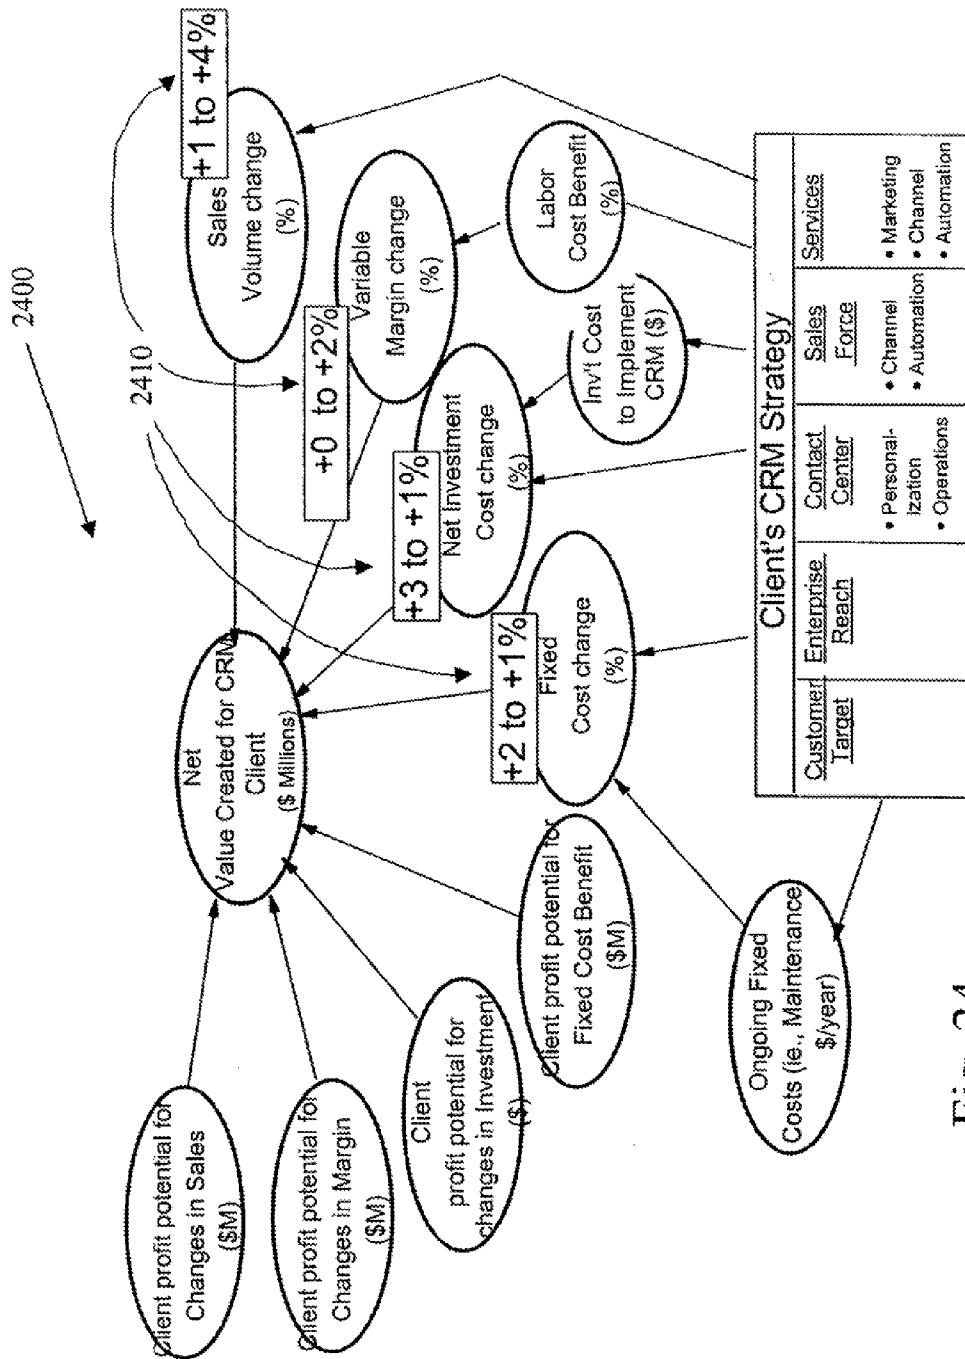 2400
2410
+1 to +4%
Sales
Volume change
(%)
+0 to +2%
Variable
Margin change
(%)
+3 to +1%
Net Investment
Cost change
(%)
+2 to +1%
Fixed
Cost change
(%)
Labor
Cost Benefit
(%)
Inv't Cost
to Implement
CRM ($)
Net
Value Created for CRM
Client
($ Millions)
Client profit potential for
Changes in Sales
($M)
Client profit potential for
Changes in Margin
($M)
Client
profit potential for
changes in Investment
($)
Client profit potential for
Fixed Cost Benefit
($M)
Ongoing Fixed
Costs (ie., Maintenance
$/year)
Client's CRM Strategy
Customer
Target
Enterprise
Reach
Contact
Center
• Personal-
ization
• Operations
Sales
Force
• Channel
• Automation
Services
• Marketing
• Channel
• Automation